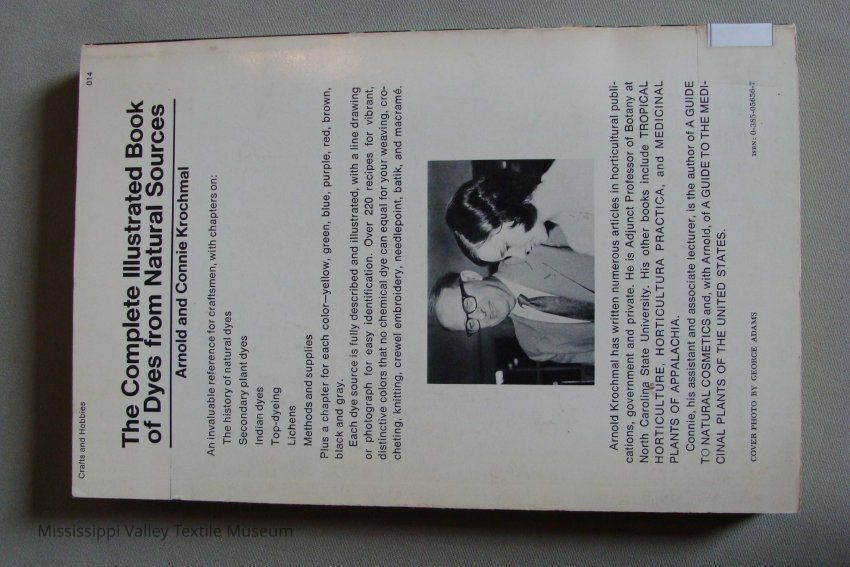 Crafts and Hobbies
014
The Complete Illustrated Book
of Dyes from Natural Sources
Arnold and Connie Krochmal
An invaluable reference for craftsmen, with chapters on:
The history of natural dyes
Secondary plant dyes
Indian dyes
Top-dyeing
Lichens
Methods and supplies
Plus a chapter for each color—yellow, green, blue, purple, red, brown,
black and gray.
Each dye source is fully described and illustrated, with a line drawing
or photograph for easy identification. Over 220 recipes for vibrant,
distinctive colors that no chemical dye can equal for your weaving, cro-
cheting, knitting, crewel embroidery, needlepoint, batik, and macramé.
Arnold Krochmal has written numerous articles in horticultural publi-
cations, government and private. He is Adjunct Professor of Botany at
North Carolina State University. His other books include TROPICAL
HORTICULTURE, HORTICULTURA PRACTICA, and MEDICINAL
PLANTS OF APPALACHIA.
Connie, his assistant and associate lecturer, is the author of A GUIDE
TO NATURAL COSMETICS and, with Arnold, of A GUIDE TO THE MEDI-
CINAL PLANTS OF THE UNITED STATES.
COVER PHOTO BY GEORGE ADAMS
ISBN: 0-385-05656-7
Mississippi Valley Textile Museum